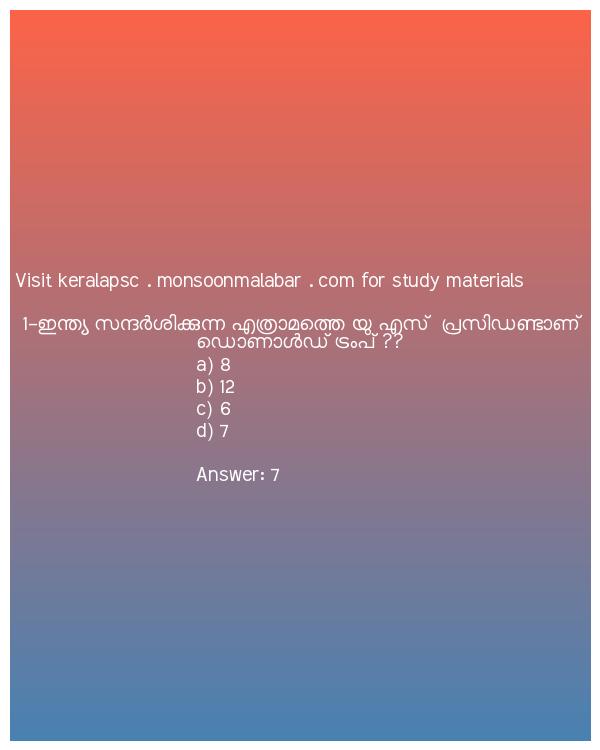 Visit keralapsc . monsoonmalabar . com for study materials
1-ഇന്ത്യ സന്ദർശിക്കുന്ന എത്രാമത്തെ യു എസ്  പ്രസിഡണ്ടാണ്
ഡൊണാൾഡ് ട്രംപ് ??
a) 8
b) 12
c) 6
d) 7
Answer: 7